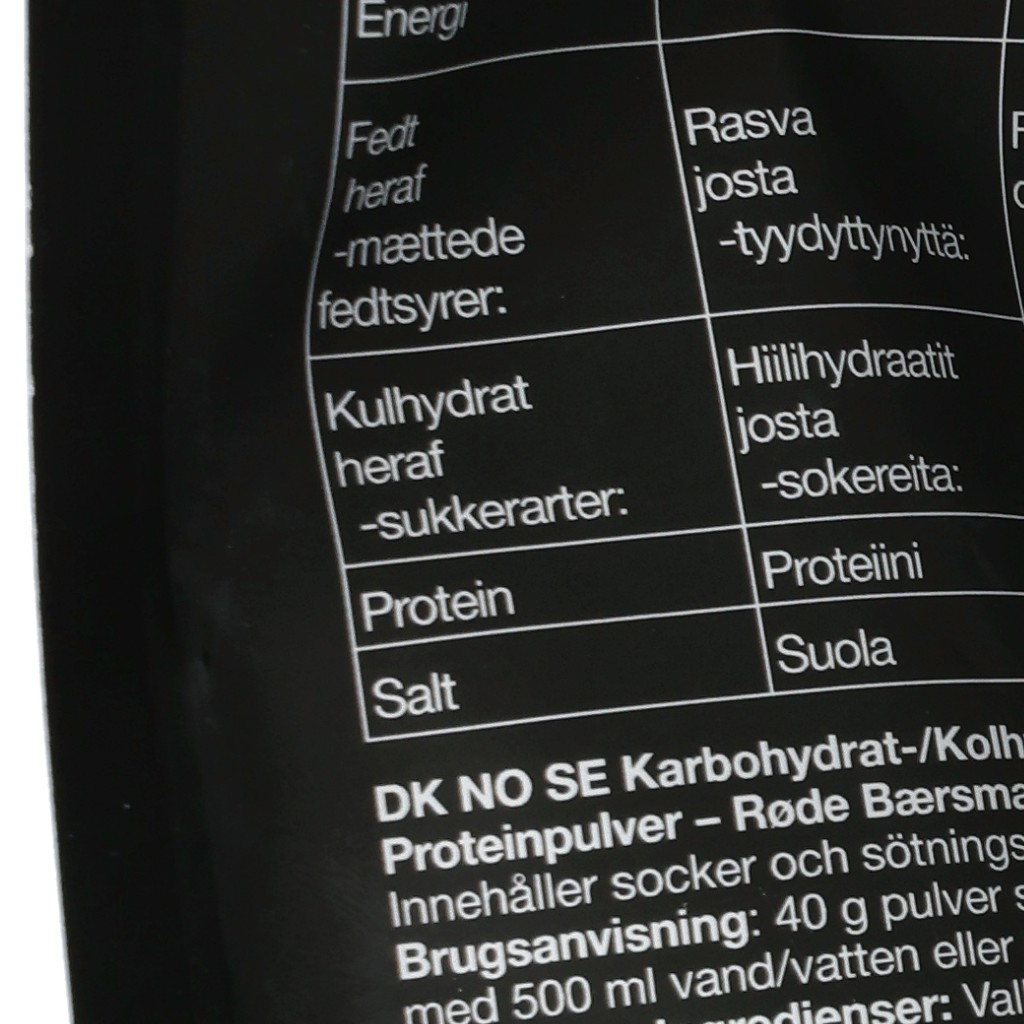 Energi
Fedt
heraf
-mættede
fedtsyrer:
Rasva
josta
-tyydyttynyttä:
Kulhydrat
heraf
-sukkerarter:
Hiilihydraatit
josta
-sokereita:
Protein
Proteiini
Salt
Suola
DK NO SE Karbohydrat-/Kolh
Proteinpulver – Røde Bærsma
Innehåller socker och sötnings
Brugsanvisning: 40 g pulver s
med 500 ml vand/vatten eller